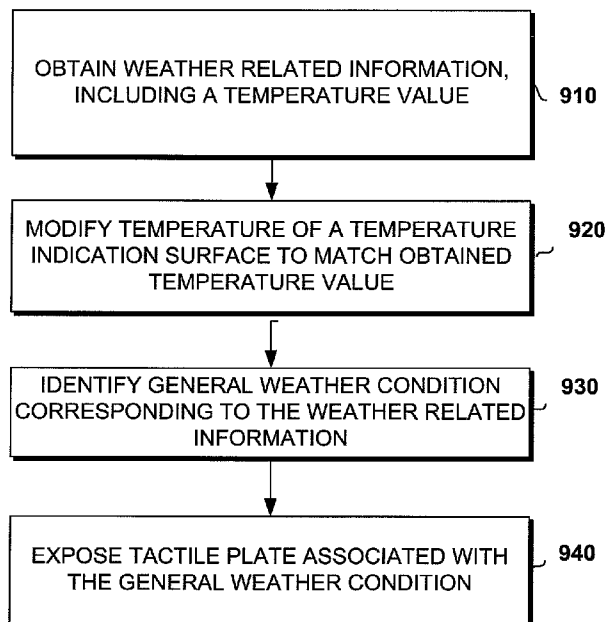 OBTAIN WEATHER RELATED INFORMATION,
INCLUDING A TEMPERATURE VALUE
910
MODIFY TEMPERATURE OF A TEMPERATURE
INDICATION SURFACE TO MATCH OBTAINED
TEMPERATURE VALUE
920
IDENTIFY GENERAL WEATHER CONDITION
CORRESPONDING TO THE WEATHER RELATED
INFORMATION
930
EXPOSE TACTILE PLATE ASSOCIATED WITH
THE GENERAL WEATHER CONDITION
940